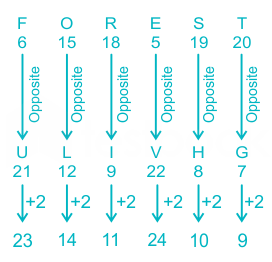 F O R E S T
6 15 18 5 19 20
Opposite Opposite Opposite Opposite Opposite Opposite
U L I V H G
21 12 9 22 8 7
+2 +2 +2 +2 +2 +2
23 14 11 24 10 9